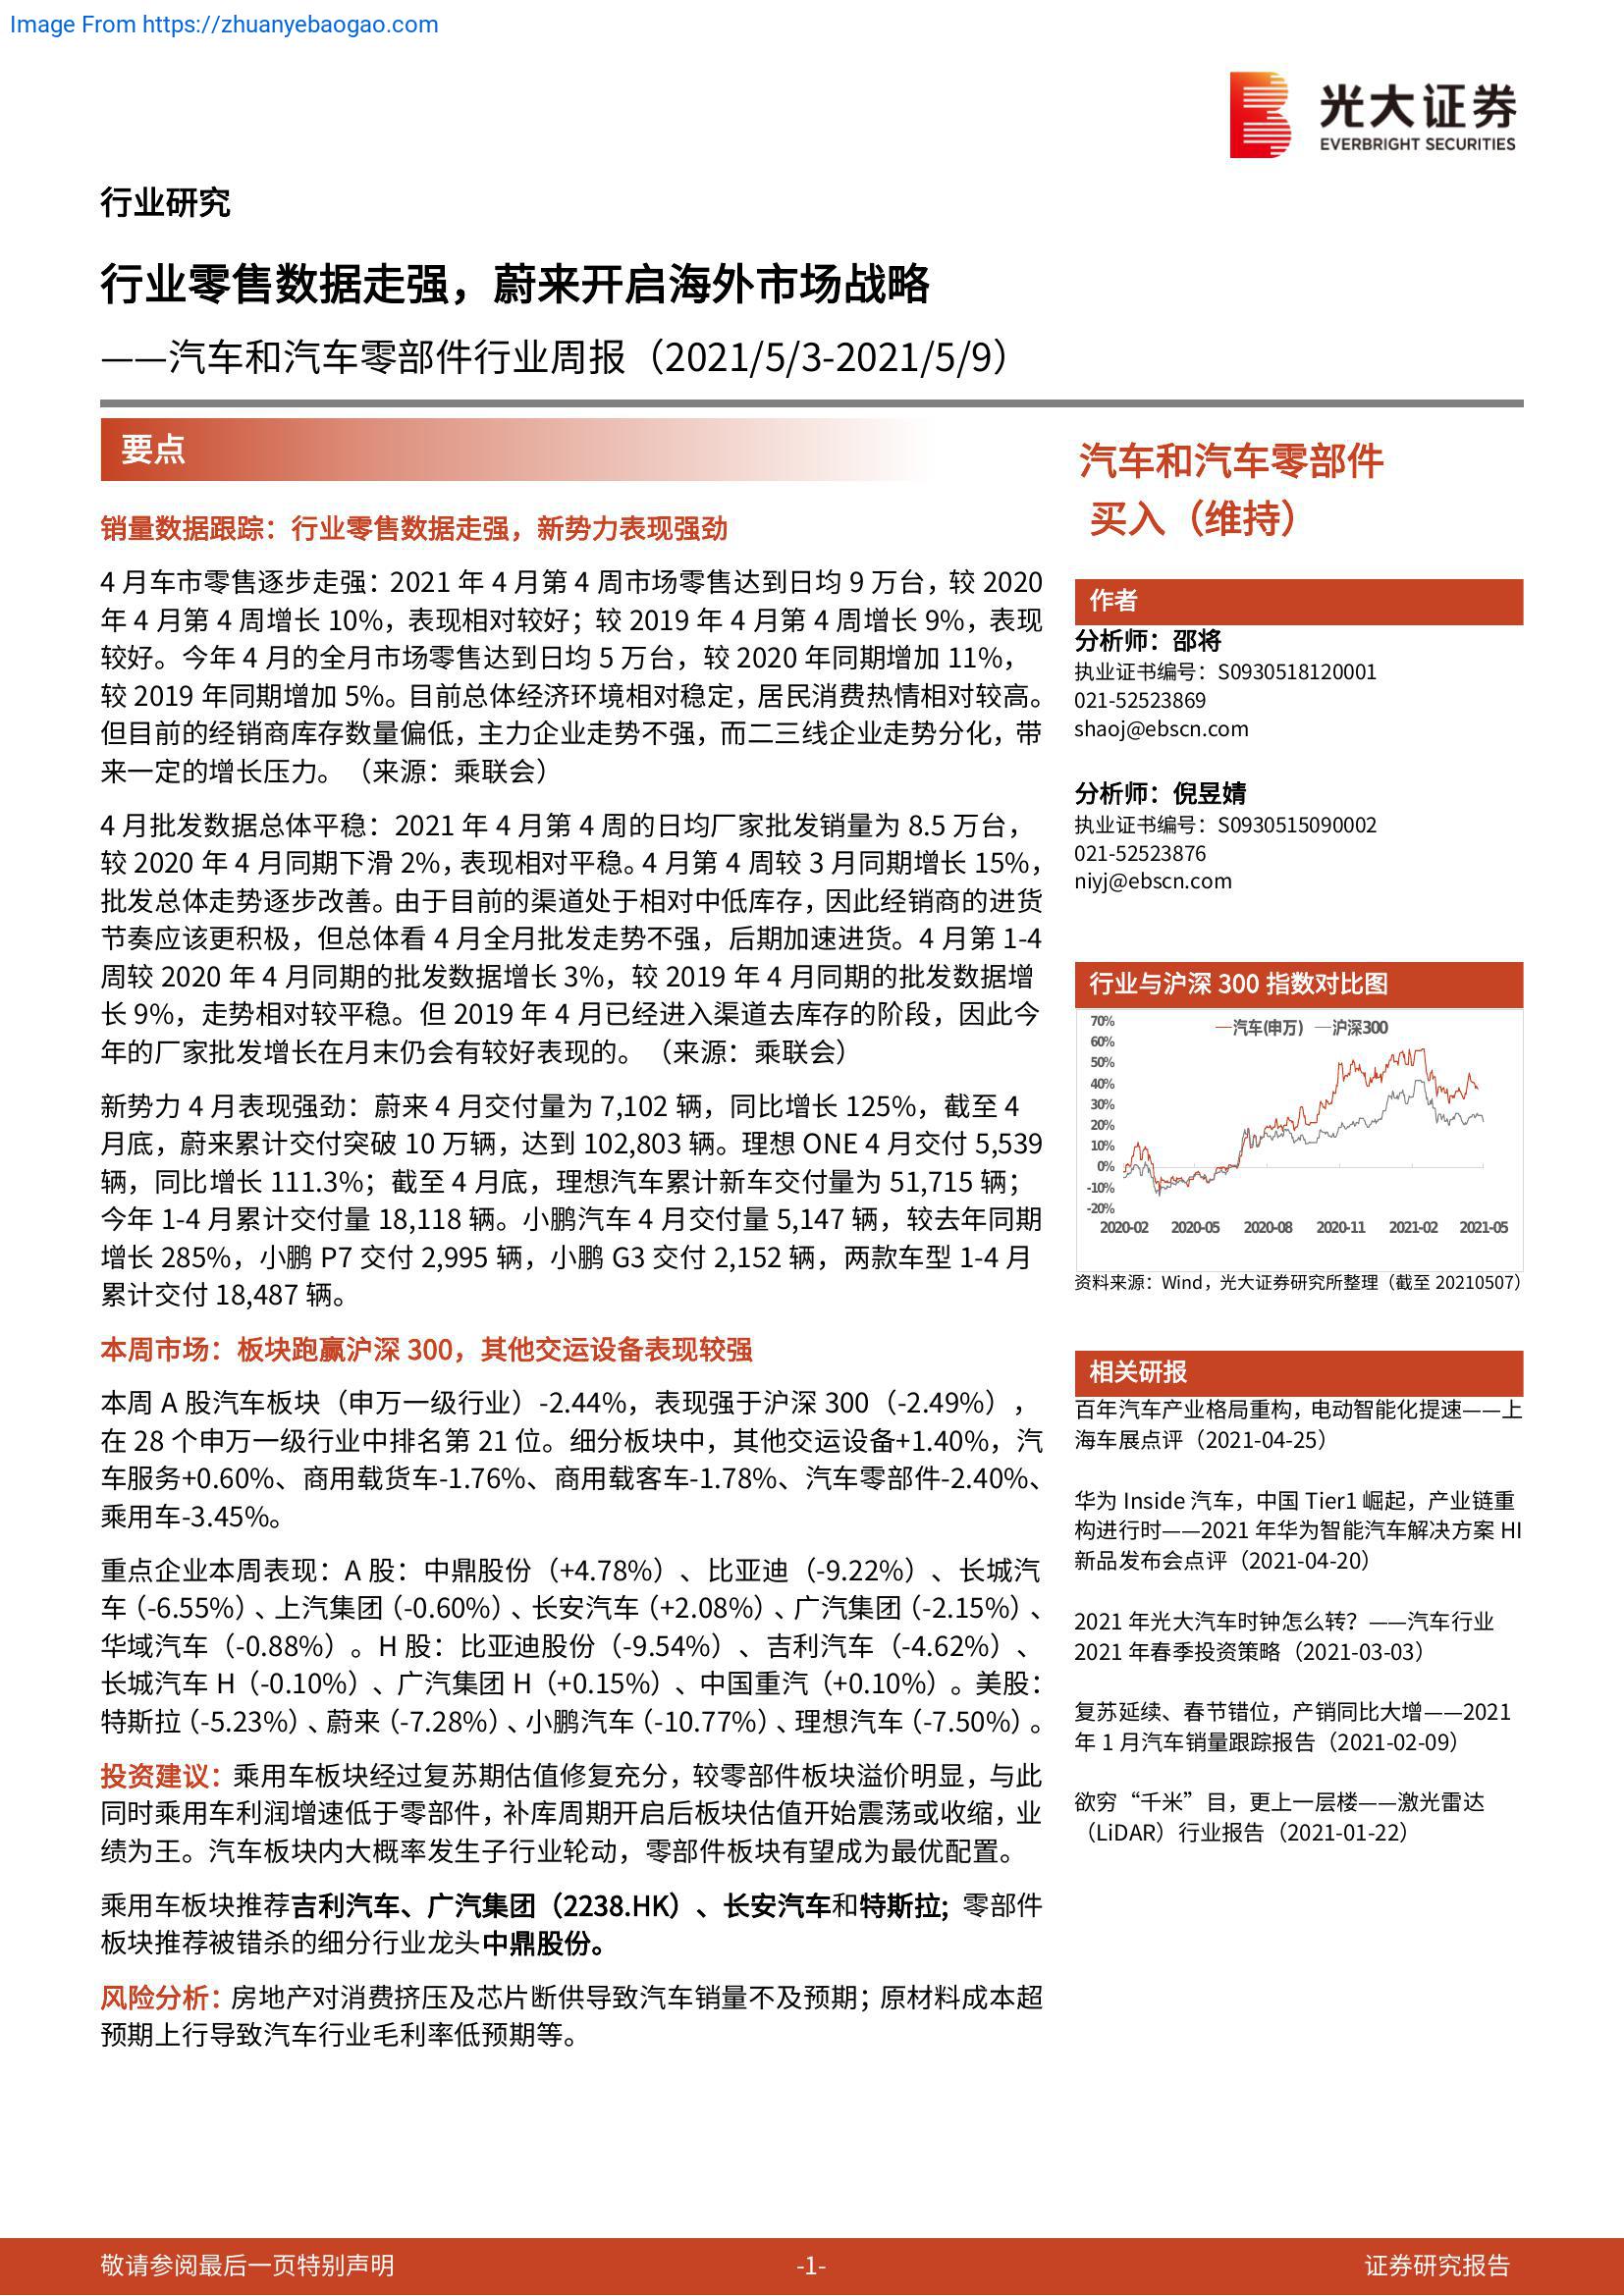 Image From https://zhuanyebaogao.com
光大证券
EVERBRIGHT SECURITIES
行业研究
行业零售数据走强，蔚来开启海外市场战略
——汽车和汽车零部件行业周报（2021/5/3-2021/5/9）
要点
销量数据跟踪：行业零售数据走强，新势力表现强劲
4 月车市零售逐步走强：2021 年 4 月第 4 周市场零售达到日均 9 万台，较 2020
年 4 月第 4 周增长 10%，表现相对较好；较 2019 年 4 月第 4 周增长 9%，表现
较好。今年 4 月的全月市场零售达到日均 5 万台，较 2020 年同期增加 11%，
较 2019 年同期增加 5%。目前总体经济环境相对稳定，居民消费热情相对较高。
但目前的经销商库存数量偏低，主力企业走势不强，而二三线企业走势分化，带
来一定的增长压力。（来源：乘联会）
4 月批发数据总体平稳：2021 年 4 月第 4 周的日均厂家批发销量为 8.5 万台，
较 2020 年 4 月同期下滑 2%，表现相对平稳。4 月第 4 周较 3 月同期增长 15%，
批发总体走势逐步改善。由于目前的渠道处于相对中低库存，因此经销商的进货
节奏应该更积极，但总体看 4 月全月批发走势不强，后期加速进货。4 月第 1-4
周较 2020 年 4 月同期的批发数据增长 3%，较 2019 年 4 月同期的批发数据增
长 9%，走势相对较平稳。但 2019 年 4 月已经进入渠道去库存的阶段，因此今
年的厂家批发增长在月末仍会有较好表现的。（来源：乘联会）
新势力 4 月表现强劲：蔚来 4 月交付量为 7,102 辆，同比增长 125%，截至 4
月底，蔚来累计交付突破 10 万辆，达到 102,803 辆。理想 ONE 4 月交付 5,539
辆，同比增长 111.3%；截至 4 月底，理想汽车累计新车交付量为 51,715 辆；
今年 1-4 月累计交付量 18,118 辆。小鹏汽车 4 月交付量 5,147 辆，较去年同期
增长 285%，小鹏 P7 交付 2,995 辆，小鹏 G3 交付 2,152 辆，两款车型 1-4 月
累计交付 18,487 辆。
本周市场：板块跑赢沪深 300，其他交运设备表现较强
本周 A 股汽车板块（申万一级行业）-2.44%，表现强于沪深 300（-2.49%），
在 28 个申万一级行业中排名第 21 位。细分板块中，其他交运设备+1.40%，汽
车服务+0.60%、商用载货车-1.76%、商用载客车-1.78%、汽车零部件-2.40%、
乘用车-3.45%。
重点企业本周表现：A 股：中鼎股份（+4.78%）、比亚迪（-9.22%）、长城汽
车（-6.55%）、上汽集团（-0.60%）、长安汽车（+2.08%）、广汽集团（-2.15%）、
华域汽车（-0.88%）。H 股：比亚迪股份（-9.54%）、吉利汽车（-4.62%）、
长城汽车 H（-0.10%）、广汽集团 H（+0.15%）、中国重汽（+0.10%）。美股：
特斯拉（-5.23%）、蔚来（-7.28%）、小鹏汽车（-10.77%）、理想汽车（-7.50%）。
投资建议：乘用车板块经过复苏期估值修复充分，较零部件板块溢价明显，与此
同时乘用车利润增速低于零部件，补库周期开启后板块估值开始震荡或收缩，业
绩为王。汽车板块内大概率发生子行业轮动，零部件板块有望成为最优配置。
乘用车板块推荐吉利汽车、广汽集团（2238.HK）、长安汽车和特斯拉；零部件
板块推荐被错杀的细分行业龙头中鼎股份。
风险分析：房地产对消费挤压及芯片断供导致汽车销量不及预期；原材料成本超
预期上行导致汽车行业毛利率低预期等。
汽车和汽车零部件
买入（维持）
作者
分析师：邵将
执业证书编号：S0930518120001
021-52523869
shaoj@ebscn.com
分析师：倪昱婧
执业证书编号：S0930515090002
021-52523876
niyj@ebscn.com
行业与沪深 300 指数对比图
汽车(申万) 沪深300
70%
60%
50%
40%
30%
20%
10%
0%
-10%
-20%
2020-02 2020-05 2020-08 2020-11 2021-02 2021-05
资料来源：Wind，光大证券研究所整理（截至 20210507）
相关研报
百年汽车产业格局重构，电动智能化提速——上
海车展点评（2021-04-25）
华为 Inside 汽车，中国 Tier1 崛起，产业链重
构进行时——2021 年华为智能汽车解决方案 HI
新品发布会点评（2021-04-20）
2021 年光大汽车时钟怎么转？——汽车行业
2021 年春季投资策略（2021-03-03）
复苏延续、春节错位，产销同比大增——2021
年 1 月汽车销量跟踪报告（2021-02-09）
欲穷“千米”目，更上一层楼——激光雷达
（LiDAR）行业报告（2021-01-22）
敬请参阅最后一页特别声明
-1-
证券研究报告